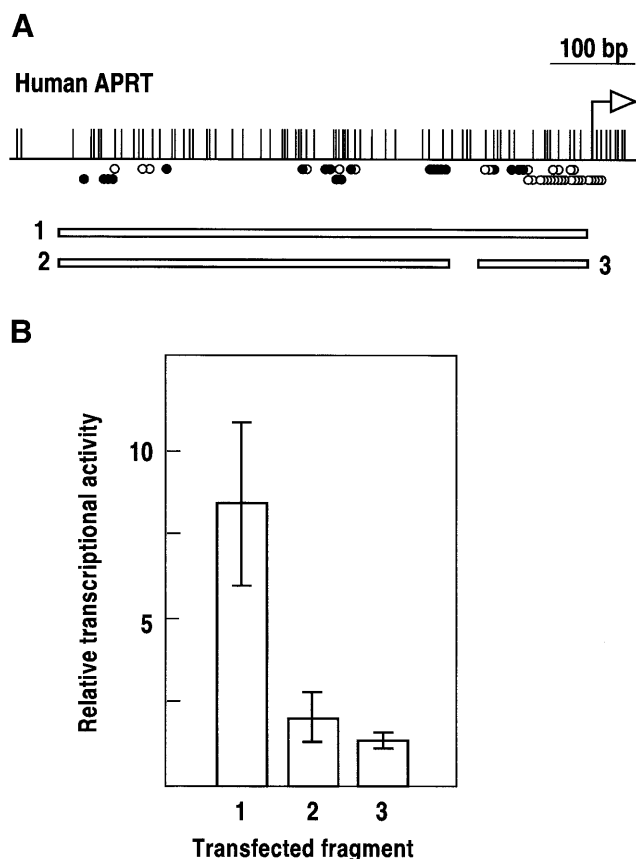 A
100 bp
Human APRT
1
2
3
B
Relative transcriptional activity
10
5
1 2 3
Transfected fragment